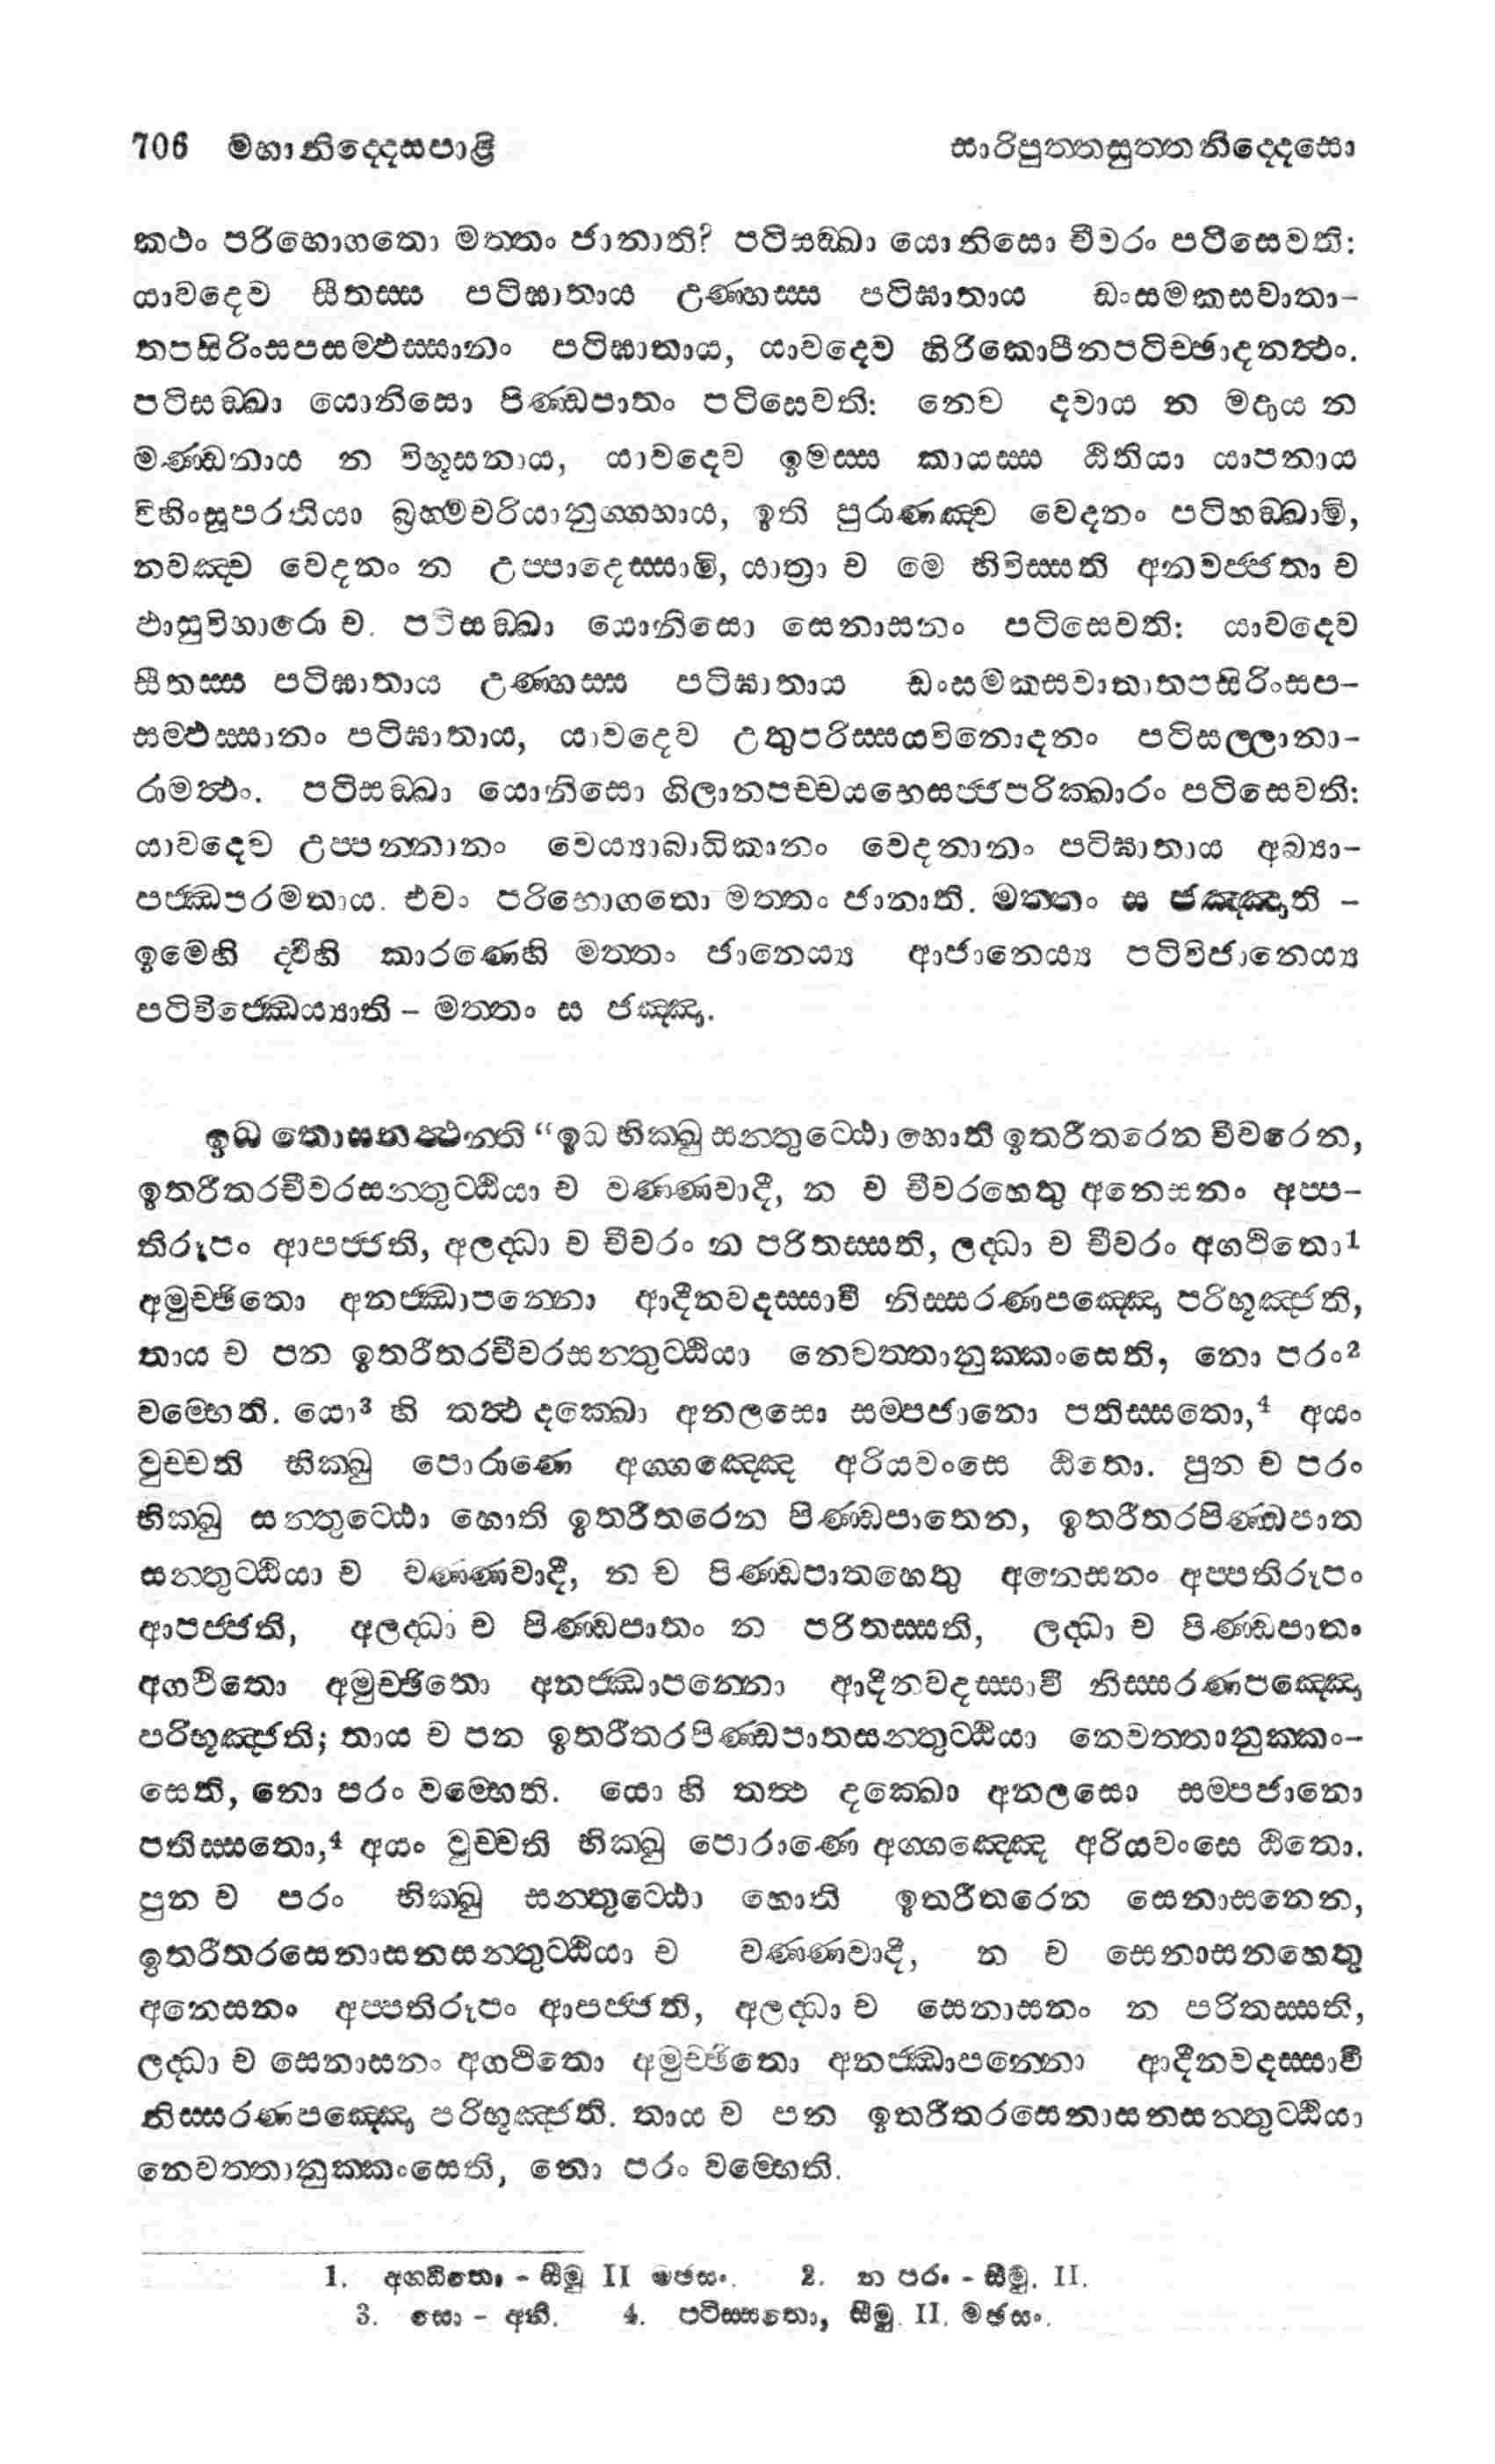 706 මහානිද්දෙසපාළි
සාරිපුත්තසුත්තනිද්දෙසො
කථං පරිභොගතො මත්තං ජානාති? පටිසඞ්ඛා යොනිසො චීවරං පටිසෙවති:
යාවදෙව සීතස්ස පටිඝාතාය උණ්හස්ස පටිඝාතාය ඩංසමකසවාතා-
තපසිරිංසපසම්ඵස්සානං පටිඝාතාය, යාවදෙව හිරිකොපීනපටිච්ඡාදනත්ථං.
පටිසඞ්ඛා යොනිසො පිණ්ඩපාතං පටිසෙවති: නෙව දවාය න මදාය න
මණ්ඩනාය න විභූසනාය, යාවදෙව ඉමස්ස කායස්ස ඨිතියා යාපනාය
විහිංසූපරතියා බ්‍රහ්මචරියානුග්ගහාය, ඉති පුරාණඤ්ච වෙදනං පටිහඞ්ඛාමි,
නවඤ්ච වෙදනං න උප්පාදෙස්සාමි, යාත්‍රා ච මෙ භිවිස්සති අනවජ්ජතා ච
ඵාසුවිහාරො ච. පටිසඞ්ඛා යොනිසො සෙනාසනං පටිසෙවති: යාවදෙව
සීතස්ස පටිඝාතාය උණ්හස්ස පටිඝාතාය ඩංසමකසවාතාතපසිරිංසප-
සම්ඵස්සානං පටිඝාතාය, යාවදෙව උතුපරිස්සයවිනොදනං පටිසල්ලානා-
රාමත්ථං. පටිසඞ්ඛා යොනිසො ගිලානපච්චයභෙසජ්ජපරික්ඛාරං පටිසෙවති:
යාවදෙව උප්පන්නානං වෙය්‍යාබාධිකානං වෙදනානං පටිඝාතාය අබ්‍යා-
පජ්ඣපරමතාය. එවං පරිභොගතො මත්තං ජානාති. මත්තං ස ජඤ්ඤාති -
ඉමෙහි ද්වීහි කාරණෙහි මත්තං ජානෙය්‍ය ආජානෙය්‍ය පටිවිජානෙය්‍ය
පටිවිජ්ඣෙය්‍යාති - මත්තං ස ජඤ්ඤා.
ඉධ තොසනත්ථන්ති “ඉධ භික්ඛු සන්තුට්ඨො හොති ඉතරීතරෙන චීවරෙන,
ඉතරීතරචීවරසන්තුට්ඨියා ච වණ්ණවාදී, න ච චීවරහෙතු අනෙසනං අප්ප-
තිරූපං ආපජ්ජති, අලද්ධා ච චීවරං න පරිතස්සති, ලද්ධා ච චීවරං අගථිතො1
අමුච්ඡිතො අනජ්ඣාපන්නො ආදීනවදස්සාවී නිස්සරණපඤ්ඤො පරිභුඤ්ජති,
තාය ච පන ඉතරීතරචීවරසන්තුට්ඨියා නෙවත්තානුක්කංසෙති, නො පරං2
වම්භෙති. යො3 හි තත්ථ දක්ඛො අනලසො සම්පජානො පතිස්සතො,4 අයං
වුච්චති භික්ඛු පොරාණෙ අග්ගඤ්ඤෙ අරියවංසෙ ඨිතො. පුන ච පරං
භික්ඛු සන්තුට්ඨො හොති ඉතරීතරෙන පිණ්ඩපාතෙන, ඉතරීතරපිණ්ඩපාත
සන්තුට්ඨියා ච වණ්ණවාදී, න ච පිණ්ඩපාතහෙතු අනෙසනං අප්පතිරූපං
ආපජ්ජති, අලද්ධා ච පිණ්ඩපාතං න පරිතස්සති, ලද්ධා ච පිණ්ඩපාතං
අගථිතො අමුච්ඡිතො අනජ්ඣාපන්නො ආදීනවදස්සාවී නිස්සරණපඤ්ඤො
පරිභුඤ්ජති; තාය ච පන ඉතරීතරපිණ්ඩපාතසන්තුට්ඨියා නෙවත්තානුක්කං-
සෙති, නො පරං වම්භෙති. යො හි තත්ථ දක්ඛො අනලසො සම්පජානො
පතිස්සතො,4 අයං වුච්චති භික්ඛු පොරාණෙ අග්ගඤ්ඤෙ අරියවංසෙ ඨිතො.
පුන ච පරං භික්ඛු සන්තුට්ඨො හොති ඉතරීතරෙන සෙනාසනෙන,
ඉතරීතරසෙනාසනසන්තුට්ඨියා ච වණ්ණවාදී, න ච සෙනාසනහෙතු
අනෙසනං අප්පතිරූපං ආපජ්ජති, අලද්ධා ච සෙනාසනං න පරිතස්සති,
ලද්ධා ච සෙනාසනං අගථිතො අමුච්ඡිතො අනජ්ඣාපන්නො ආදීනවදස්සාවී
නිස්සරණපඤ්ඤො පරිභුඤ්ජති. තාය ච පන ඉතරීතරසෙනාසනසන්තුට්ඨියා
නෙවත්තානුක්කංසෙති, නො පරං වම්භෙති.
1. අගඨිතො - සීමු II මජසං. 2. න පරං - සීමු. II.
3. සො - අභි. 4. පටිස්සතො, සීමු. II. මජසං.